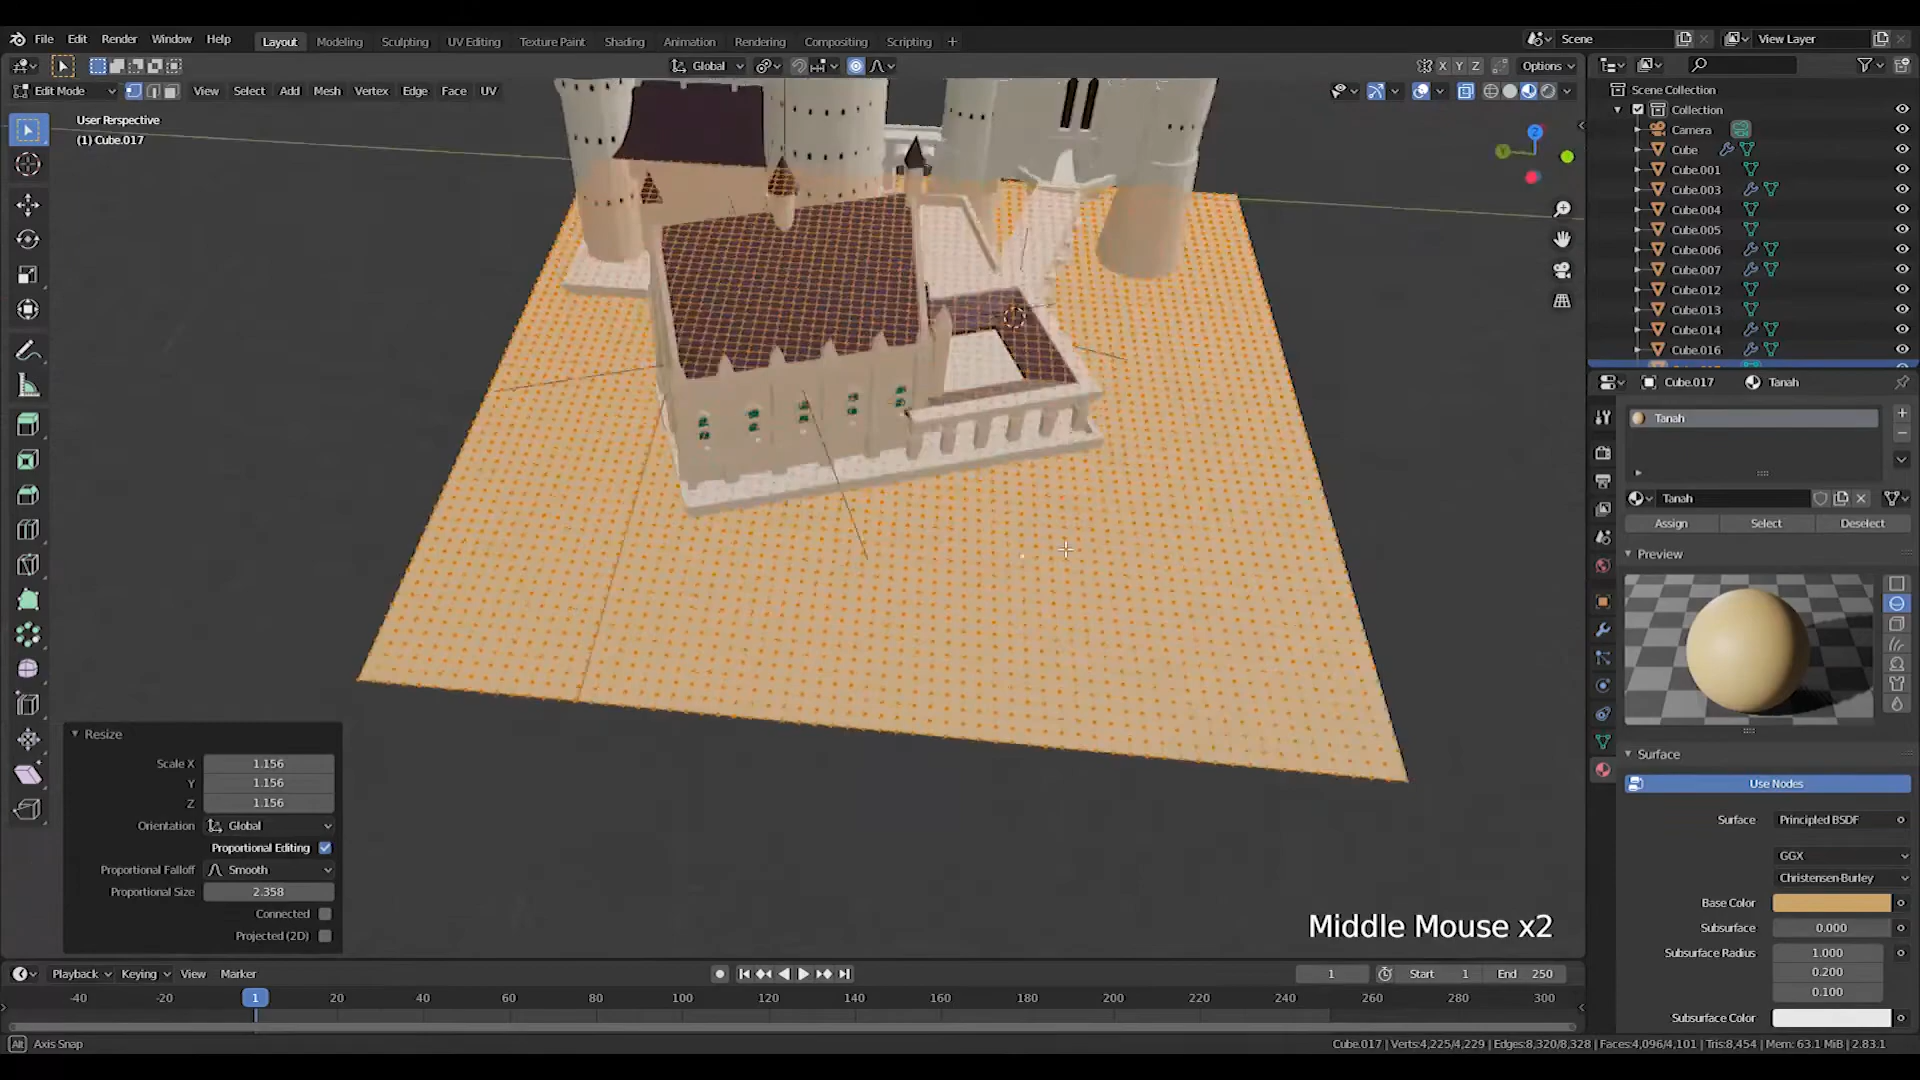 File Edit Render Window Help Layout Modeling Sculpting UV Editing Texture Paint Shading Animation Rendering Compositing Scripting + Scene View Layer
Global X Y Z Options
Edit Mode View Select Add Mesh Vertex Edge Face UV
User Perspective
(1) Cube.017
Z
Y
Scene Collection
Collection
Camera
Cube
Cube.001
Cube.003
Cube.004
Cube.005
Cube.006
Cube.007
Cube.012
Cube.013
Cube.014
Cube.016
Cube.017 Tanah
Tanah
Tanah
Assign Select Deselect
Preview
Surface
Use Nodes
Surface Principled BSDF
GGX
Christensen-Burley
Base Color
Subsurface 0.000
Subsurface Radius 1.000
0.200
0.100
Subsurface Color
Resize
Scale X 1.156
Y 1.156
Z 1.156
Orientation Global
Proportional Editing
Proportional Falloff Smooth
Proportional Size 2.358
Connected
Projected (2D)
Middle Mouse x2
Playback Keying View Marker 1 Start 1 End 250
-40 -20 1 20 40 60 80 100 120 140 160 180 200 220 240 260 280 300
Alt Axis Snap
Cube.017 | Verts:4,225/4,229 | Edges:8,320/8,328 | Faces:4,096/4,101 | Tris:8,454 | Mem: 63.1 MiB | 2.83.1